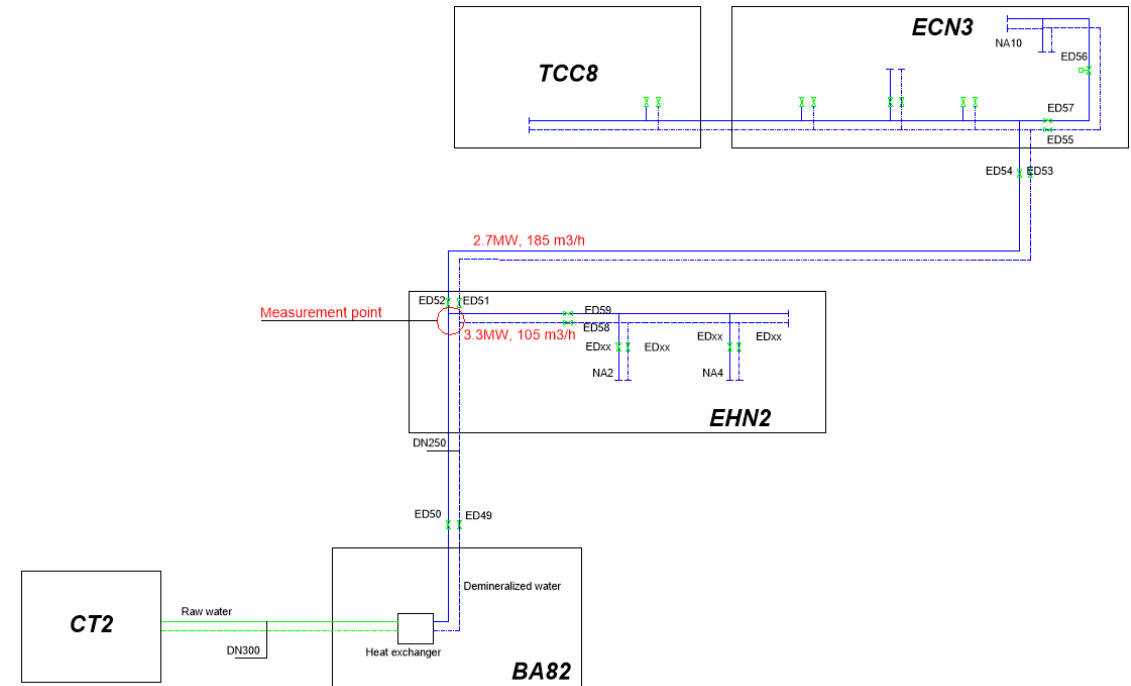 ECN3
NA10
TCC8
ED56
ED57
ED55
ED54 ED53
2.7MW, 185 m3/h
ED52 ED51
Measurement point
ED59
ED58
3.3MW, 105 m3/h
EDxx EDxx EDxx EDxx
NA2 NA4
EHN2
DN250
ED50 ED49
Demineralized water
Raw water
CT2
DN300
Heat exchanger
BA82